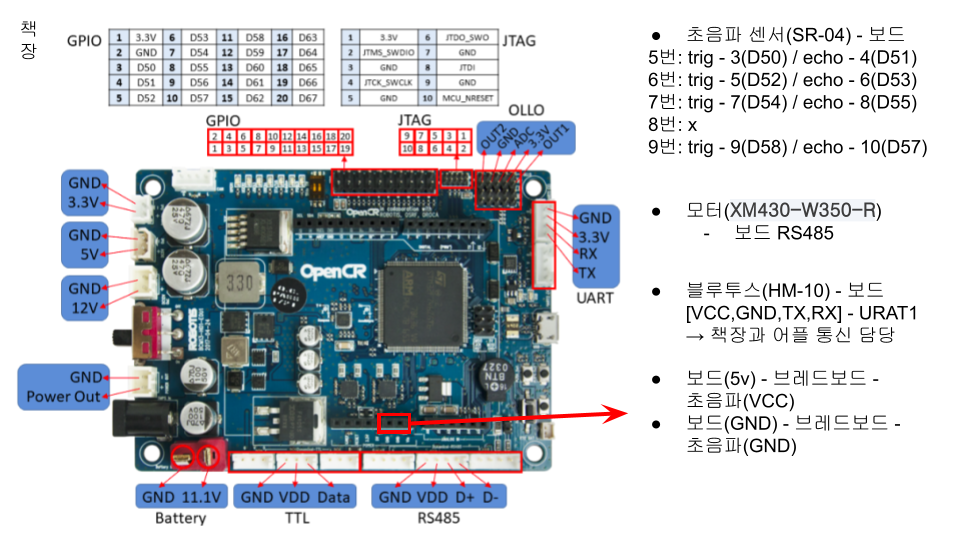 책
장
GPIO
1 3.3V 6 D53 11 D58 16 D63
2 GND 7 D54 12 D59 17 D64
3 D50 8 D55 13 D60 18 D65
4 D51 9 D56 14 D61 19 D66
5 D52 10 D57 15 D62 20 D67
1 3.3V 6 JTDO_SWO
2 JTMS_SWDIO 7 GND
3 GND 8 JTDI
4 JTCK_SWCLK 9 GND
5 GND 10 MCU_NRESET
JTAG
GPIO
2 4 6 8 10 12 14 16 18 20
1 3 5 7 9 11 13 15 17 19
JTAG
9 7 5 3 1
10 8 6 4 2
OLLO
OUT2
GND
ADC
3.3V
OUT1
GND
3.3V
GND
5V
GND
12V
GND
Power Out
GND
3.3V
RX
TX
UART
OpenCR
OpenCR
330
ROBOTIS
ARM
GND 11.1V
Battery
GND VDD Data
TTL
GND VDD D+ D-
RS485
● 초음파 센서(SR-04) - 보드
5번: trig - 3(D50) / echo - 4(D51)
6번: trig - 5(D52) / echo - 6(D53)
7번: trig - 7(D54) / echo - 8(D55)
8번: x
9번: trig - 9(D58) / echo - 10(D57)
● 모터(XM430-W350-R)
- 보드 RS485
● 블루투스(HM-10) - 보드
[VCC,GND,TX,RX] - URAT1
→ 책장과 어플 통신 담당
● 보드(5v) - 브레드보드 -
초음파(VCC)
● 보드(GND) - 브레드보드 -
초음파(GND)